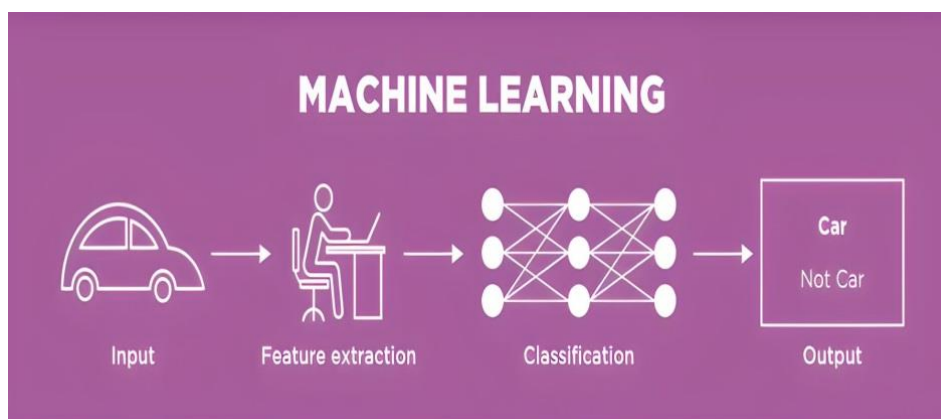 MACHINE LEARNING
Car
Not Car
Input
Feature extraction
Classification
Output